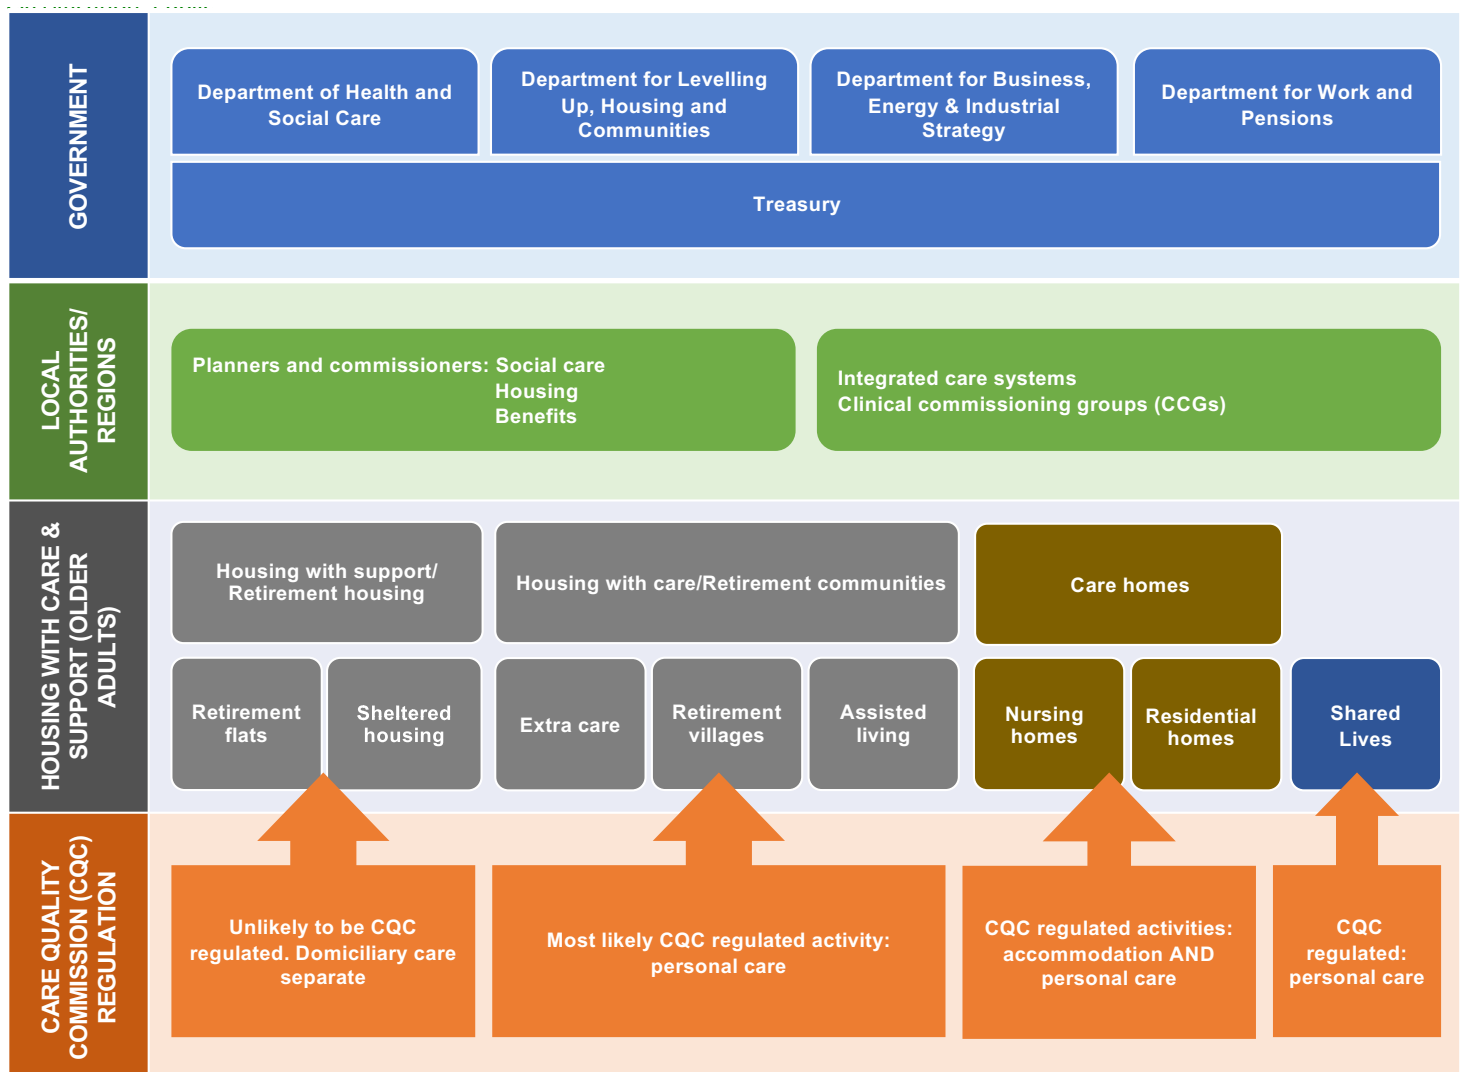 GOVERNMENT
Department of Health and
Social Care
Department for Levelling
Up, Housing and
Communities
Department for Business,
Energy & Industrial
Strategy
Department for Work and
Pensions
Treasury
LOCAL
AUTHORITIES/
REGIONS
Planners and commissioners: Social care
Housing
Benefits
Integrated care systems
Clinical commissioning groups (CCGs)
HOUSING WITH CARE &
SUPPORT (OLDER
ADULTS)
Housing with support/
Retirement housing
Housing with care/Retirement communities
Care homes
Retirement
flats
Sheltered
housing
Extra care
Retirement
villages
Assisted
living
Nursing
homes
Residential
homes
Shared
Lives
CARE QUALITY
COMMISSION (CQC)
REGULATION
Unlikely to be CQC
regulated. Domiciliary care
separate
Most likely CQC regulated activity:
personal care
CQC regulated activities:
accommodation AND
personal care
CQC
regulated:
personal care